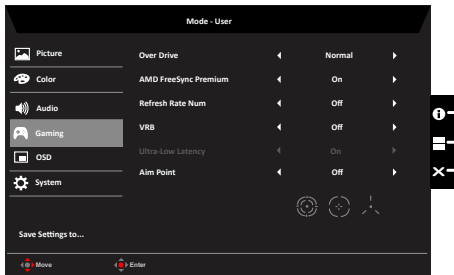 Mode - User
Picture
Color
Audio
Gaming
OSD
System
Save Settings to...
Over Drive Normal
AMD FreeSync Premium On
Refresh Rate Num Off
VRB Off
Ultra-Low Latency On
Aim Point Off
Move Enter